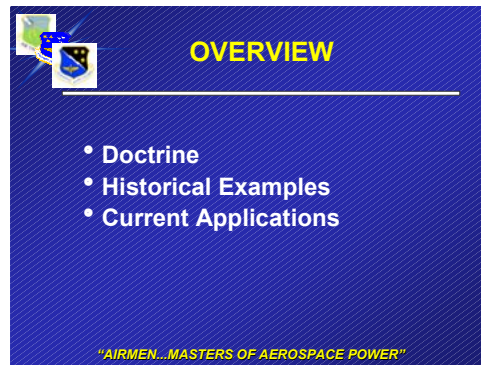 OVERVIEW
• Doctrine
• Historical Examples
• Current Applications
“AIRMEN...MASTERS OF AEROSPACE POWER”